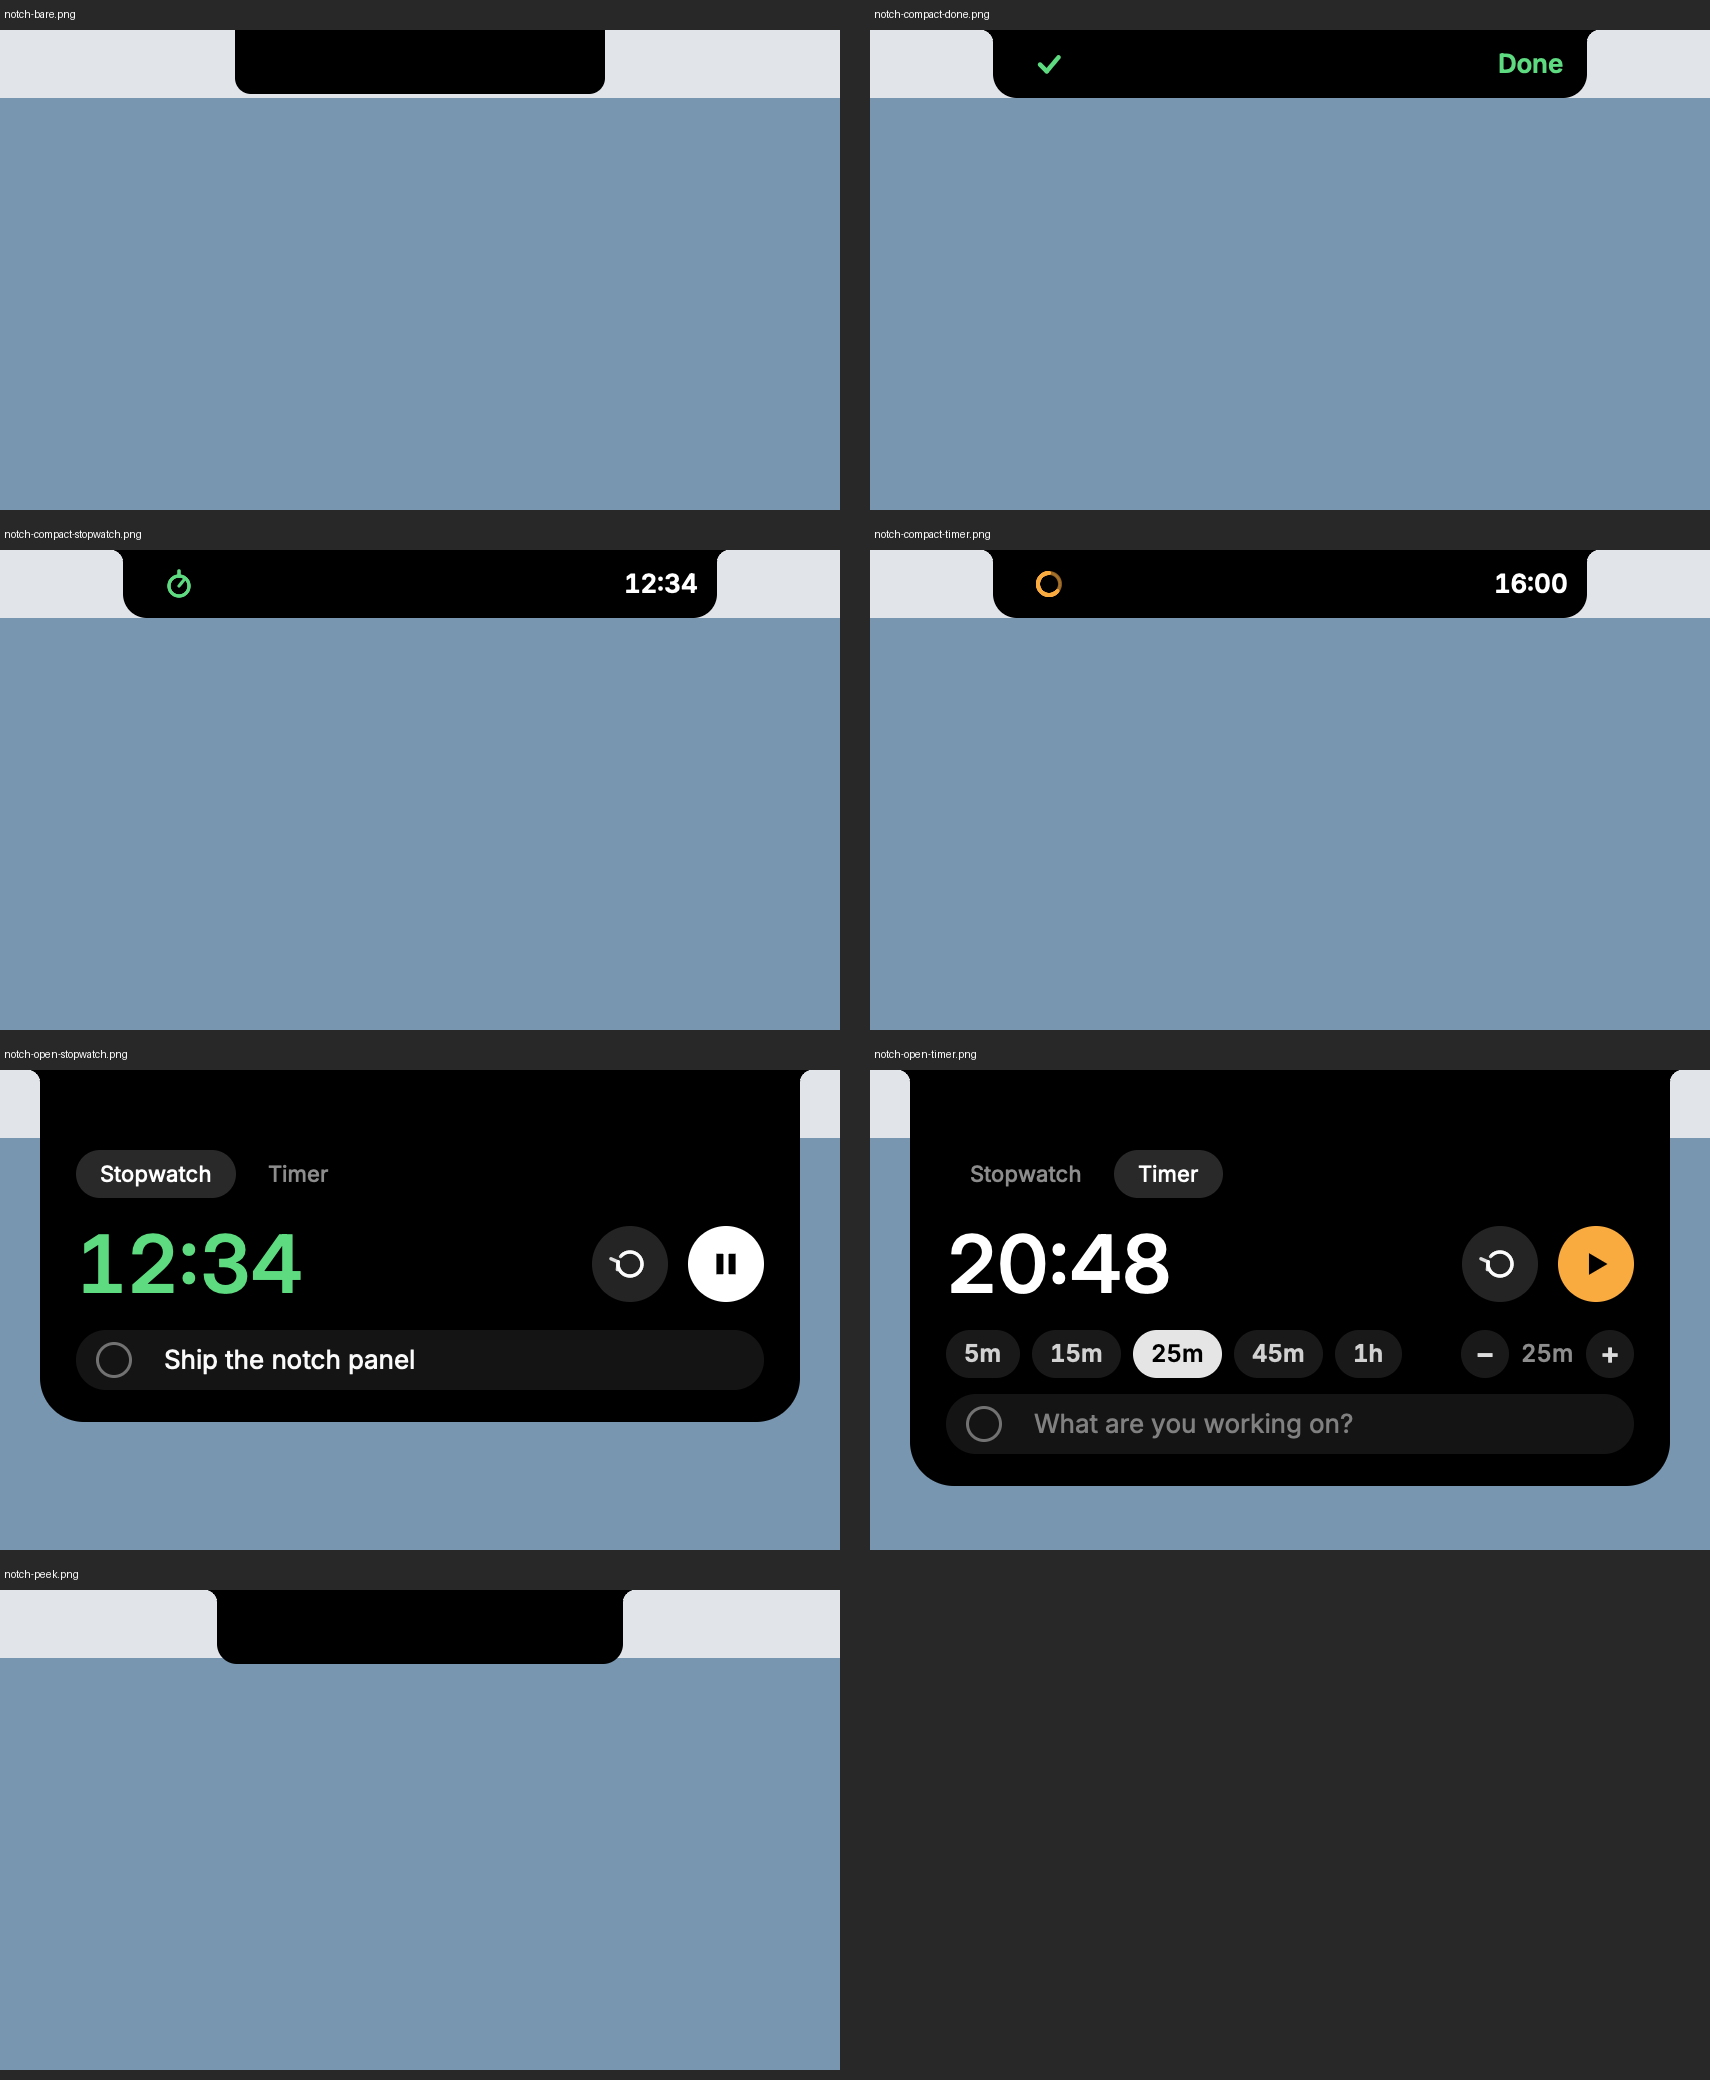 notch-bare.png
notch-compact-done.png
Done
notch-compact-stopwatch.png
notch-compact-timer.png
12:34
16:00
notch-open-stopwatch.png
notch-open-timer.png
Stopwatch Timer
12:34
Ship the notch panel
Stopwatch Timer
20:48
5m 15m 25m 45m 1h − 25m +
What are you working on?
notch-peek.png